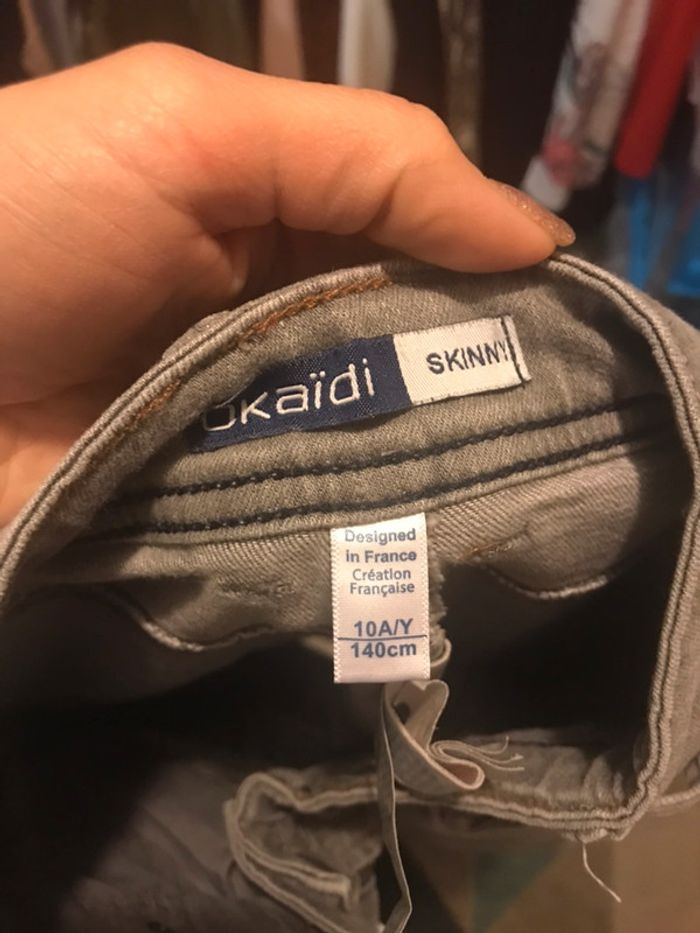 okaïdi
SKINNY
Designed
in France
Création
Française
10A/Y
140cm